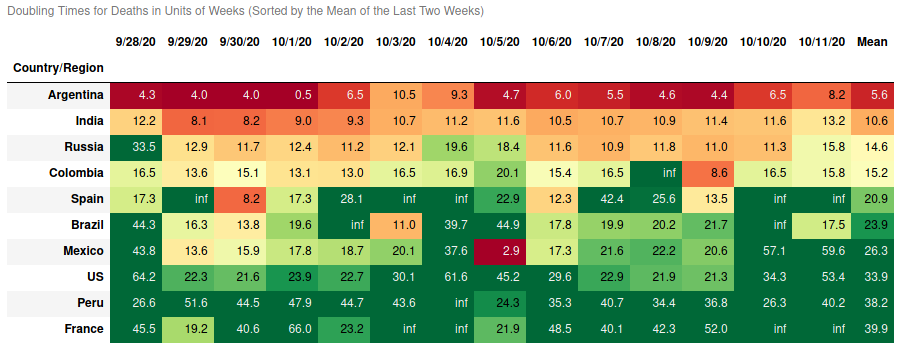 Doubling Times for Deaths in Units of Weeks (Sorted by the Mean of the Last Two Weeks)
9/28/20 9/29/20 9/30/20 10/1/20 10/2/20 10/3/20 10/4/20 10/5/20 10/6/20 10/7/20 10/8/20 10/9/20 10/10/20 10/11/20 Mean
Country/Region
Argentina 4.3 4.0 4.0 0.5 6.5 10.5 9.3 4.7 6.0 5.5 4.6 4.4 6.5 8.2 5.6
India 12.2 8.1 8.2 9.0 9.3 10.7 11.2 11.6 10.5 10.7 10.9 11.4 11.6 13.2 10.6
Russia 33.5 12.9 11.7 12.4 11.2 12.1 19.6 18.4 11.6 10.9 11.8 11.0 11.3 15.8 14.6
Colombia 16.5 13.6 15.1 13.1 13.0 16.5 16.9 20.1 15.4 16.5 inf 8.6 16.5 15.8 15.2
Spain 17.3 inf 8.2 17.3 28.1 inf inf 22.9 12.3 42.4 25.6 13.5 inf inf 20.9
Brazil 44.3 16.3 13.8 19.6 inf 11.0 39.7 44.9 17.8 19.9 20.2 21.7 inf 17.5 23.9
Mexico 43.8 13.6 15.9 17.8 18.7 20.1 37.6 2.9 17.3 21.6 22.2 20.6 57.1 59.6 26.3
US 64.2 22.3 21.6 23.9 22.7 30.1 61.6 45.2 29.6 22.9 21.9 21.3 34.3 53.4 33.9
Peru 26.6 51.6 44.5 47.9 44.7 43.6 inf 24.3 35.3 40.7 34.4 36.8 26.3 40.2 38.2
France 45.5 19.2 40.6 66.0 23.2 inf inf 21.9 48.5 40.1 42.3 52.0 inf inf 39.9